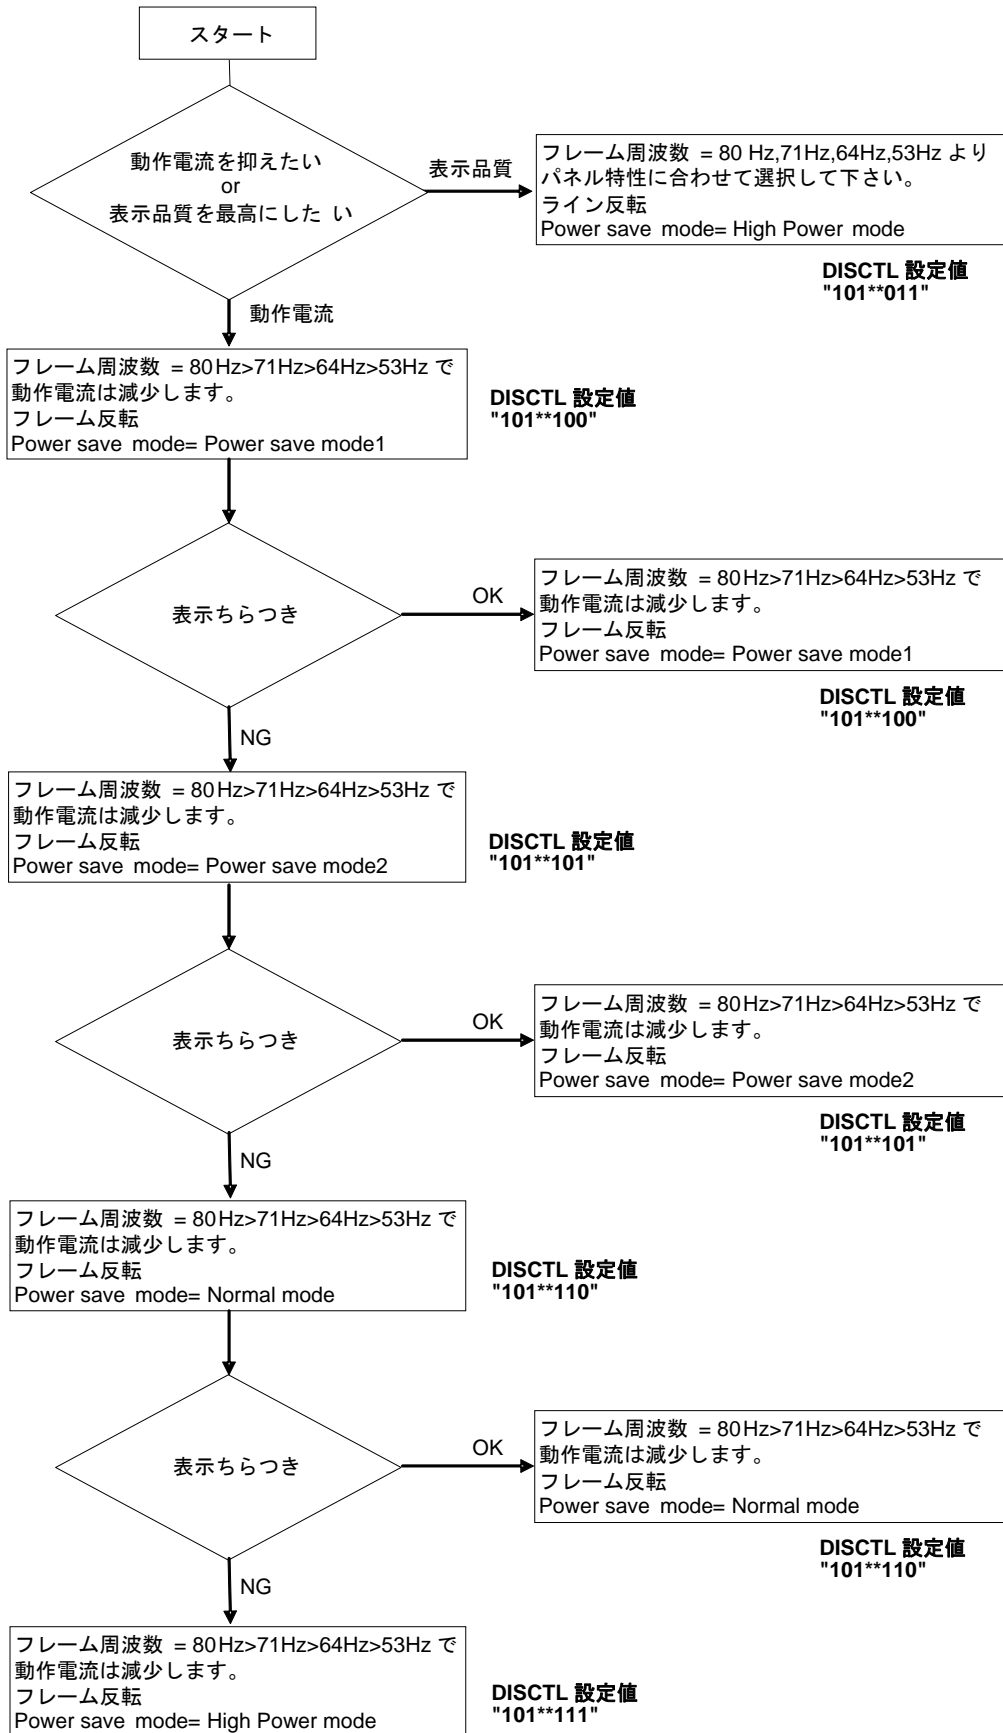 スタート
動作電流を抑えたい
or
表示品質を最高にした い
表示品質
フレーム周波数 = 80 Hz,71Hz,64Hz,53Hz より
パネル特性に合わせて選択して下さい。
ライン反転
Power save mode= High Power mode
DISCTL 設定値
"101**011"
動作電流
フレーム周波数 = 80Hz>71Hz>64Hz>53Hz で
動作電流は減少します。
フレーム反転
Power save mode= Power save mode1
DISCTL 設定値
"101**100"
表示ちらつき
OK
フレーム周波数 = 80Hz>71Hz>64Hz>53Hz で
動作電流は減少します。
フレーム反転
Power save mode= Power save mode1
DISCTL 設定値
"101**100"
NG
フレーム周波数 = 80Hz>71Hz>64Hz>53Hz で
動作電流は減少します。
フレーム反転
Power save mode= Power save mode2
DISCTL 設定値
"101**101"
表示ちらつき
OK
フレーム周波数 = 80Hz>71Hz>64Hz>53Hz で
動作電流は減少します。
フレーム反転
Power save mode= Power save mode2
DISCTL 設定値
"101**101"
NG
フレーム周波数 = 80Hz>71Hz>64Hz>53Hz で
動作電流は減少します。
フレーム反転
Power save mode= Normal mode
DISCTL 設定値
"101**110"
表示ちらつき
OK
フレーム周波数 = 80Hz>71Hz>64Hz>53Hz で
動作電流は減少します。
フレーム反転
Power save mode= Normal mode
DISCTL 設定値
"101**110"
NG
フレーム周波数 = 80Hz>71Hz>64Hz>53Hz で
動作電流は減少します。
フレーム反転
Power save mode= High Power mode
DISCTL 設定値
"101**111"